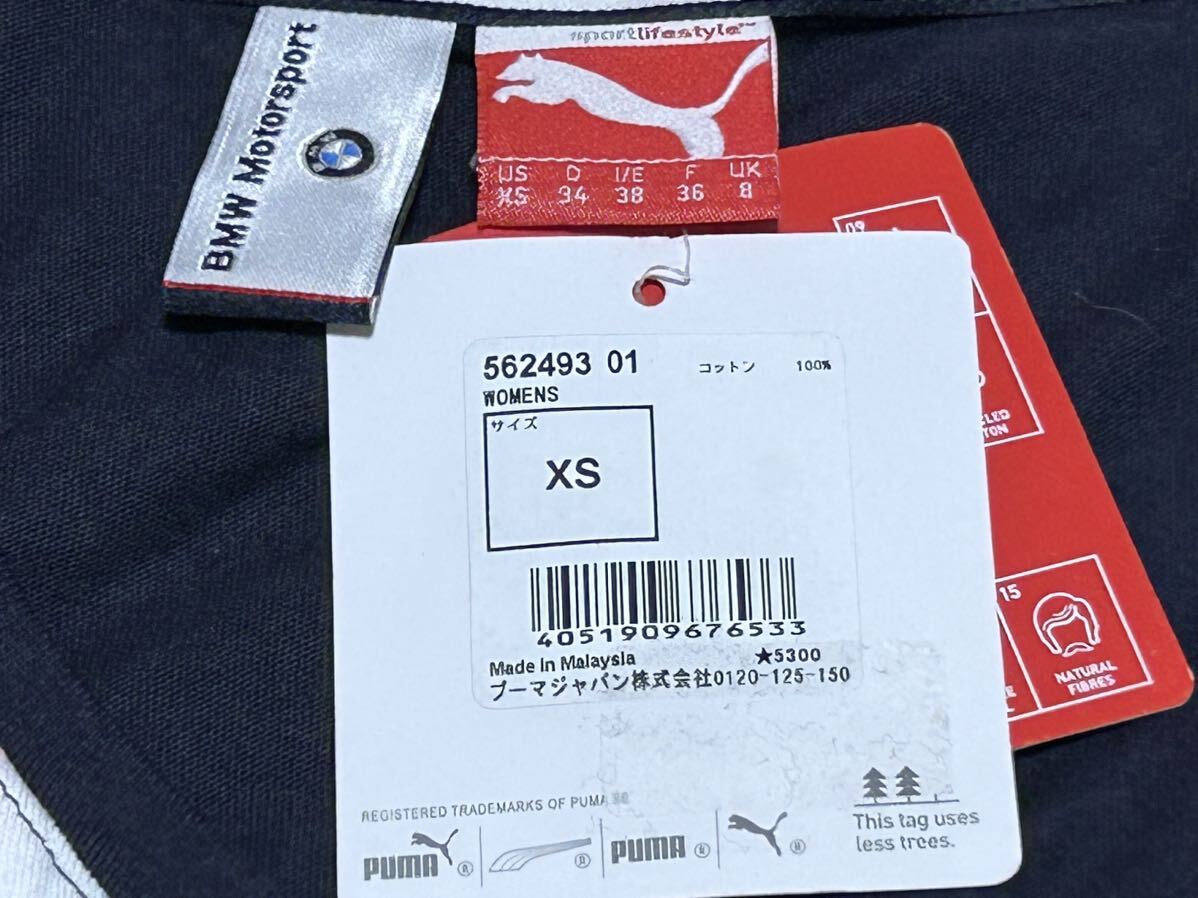 BMW Motorsport
sportlifestyle™
US D I/E F UK
XS 34 38 36 8
09
562493 01
コットン 100%
WOMENS
サイズ
XS
4051909676533
Made in Malaysia ★5300
プーマジャパン株式会社0120-125-150
15
NATURAL
FIBRES
REGISTERED TRADEMARKS OF PUMA SE
PUMA ® ® PUMA ® ®
This tag uses
less trees.